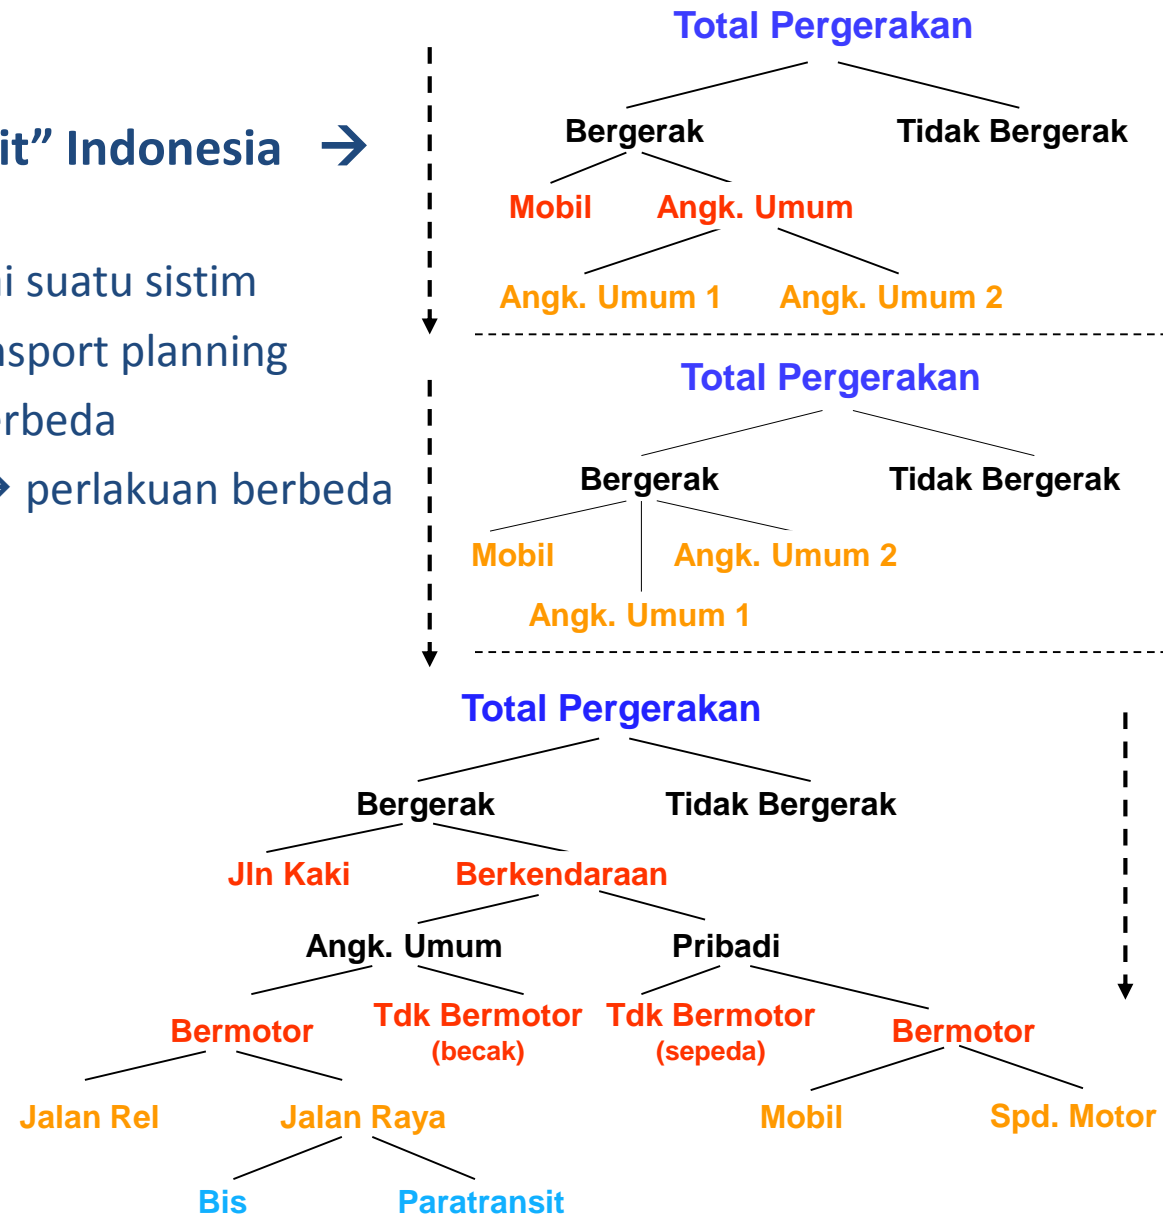 it” Indonesia →
i suatu sistim
nsport planning
erbeda
→ perlakuan berbeda
Total Pergerakan
Bergerak Tidak Bergerak
Mobil Angk. Umum
Angk. Umum 1 Angk. Umum 2
Total Pergerakan
Bergerak Tidak Bergerak
Mobil Angk. Umum 2
Angk. Umum 1
Total Pergerakan
Bergerak Tidak Bergerak
Jln Kaki Berkendaraan
Angk. Umum Pribadi
Bermotor Tdk Bermotor Tdk Bermotor Bermotor
(becak) (sepeda)
Jalan Rel Jalan Raya Mobil Spd. Motor
Bis Paratransit